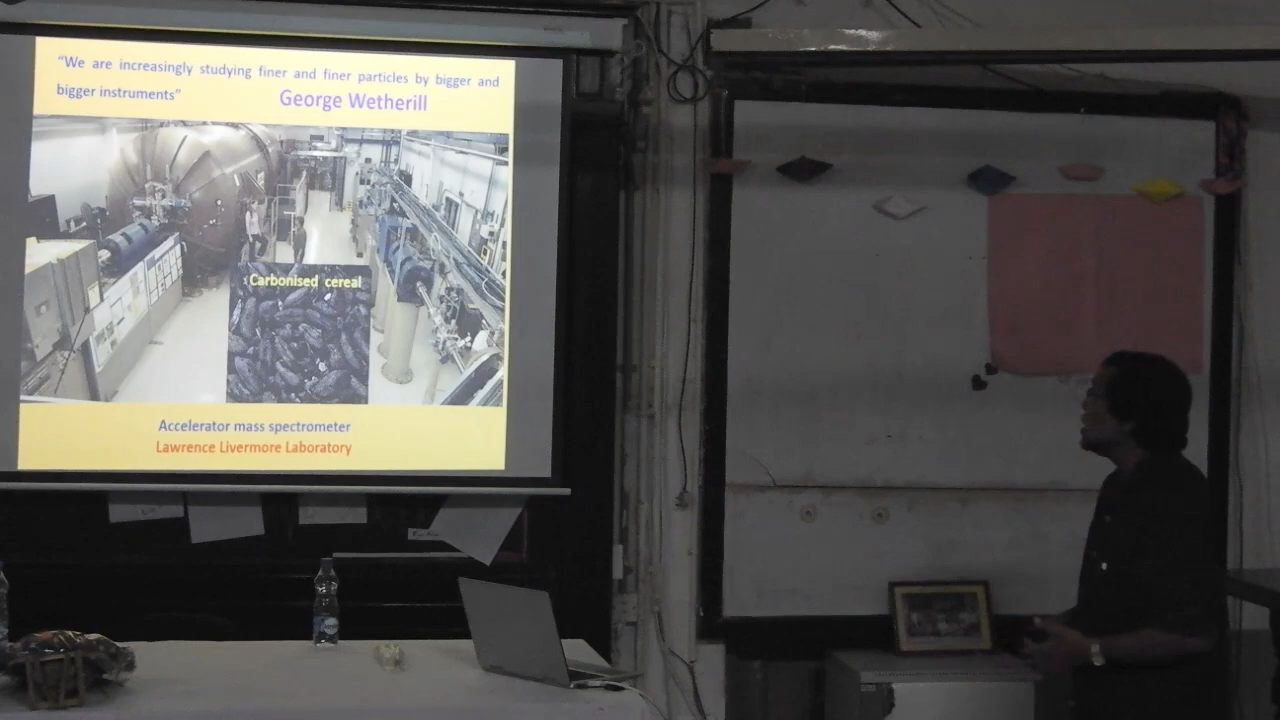 “We are increasingly studying finer and finer particles by bigger and
bigger instruments”
George Wetherill
Carbonised cereal
Accelerator mass spectrometer
Lawrence Livermore Laboratory